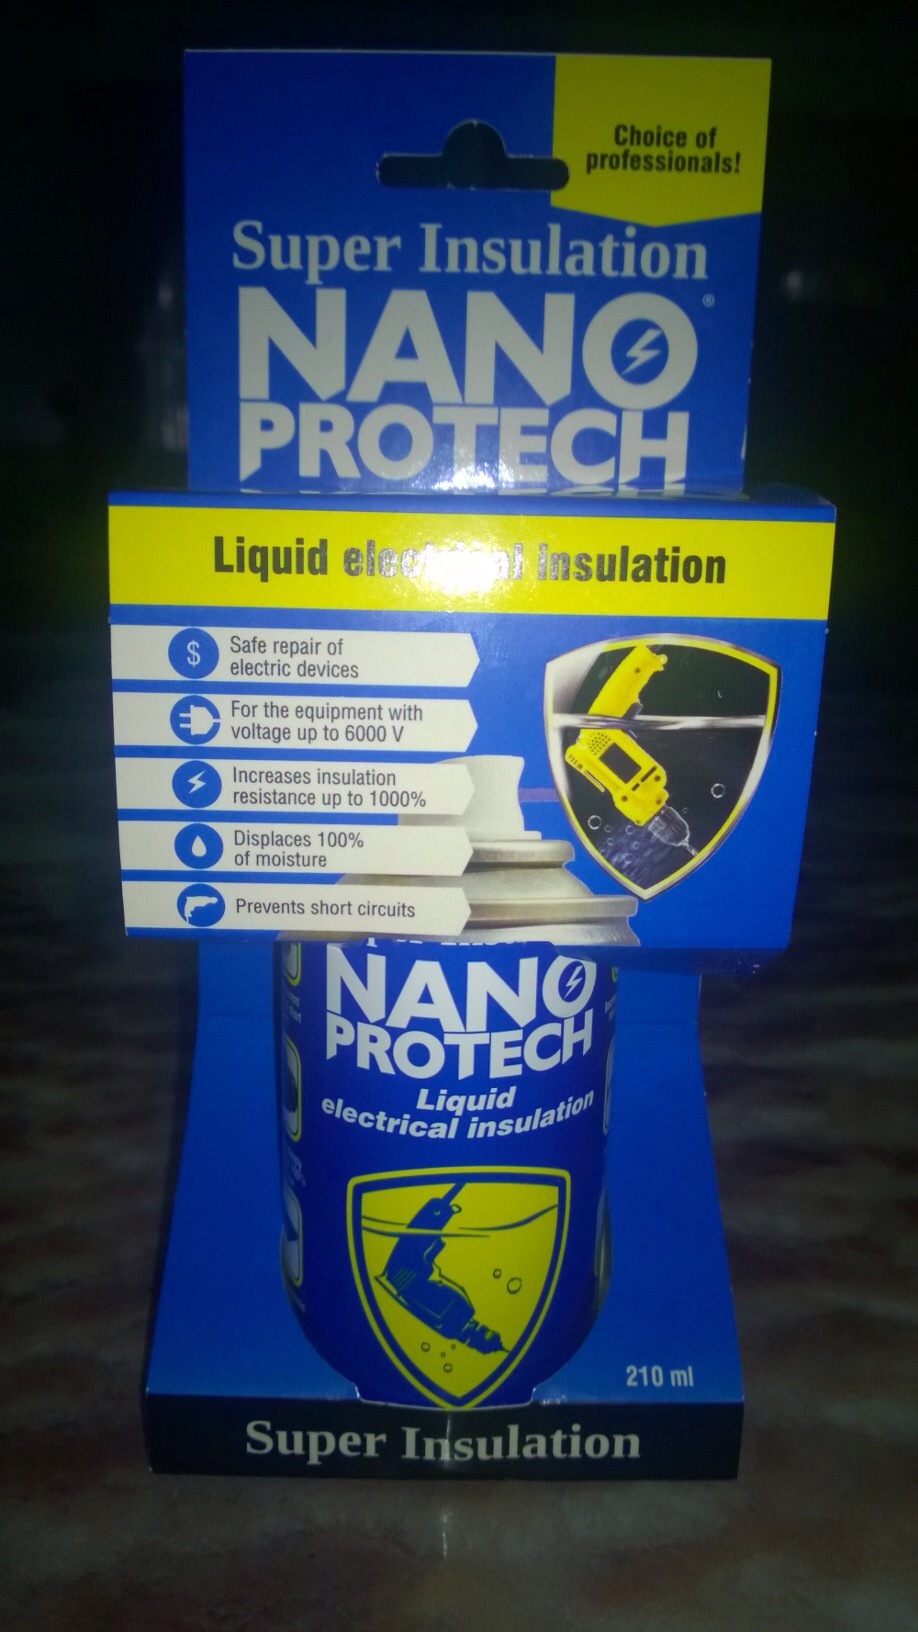 Choice of
professionals!
Super Insulation
NANO
®
PROTECH
Liquid electrical insulation
$
Safe repair of
electric devices
For the equipment with
voltage up to 6000 V
Increases insulation
resistance up to 1000%
Displaces 100%
of moisture
Prevents short circuits
NANO
PROTECH
Liquid
electrical insulation
210 ml
Super Insulation